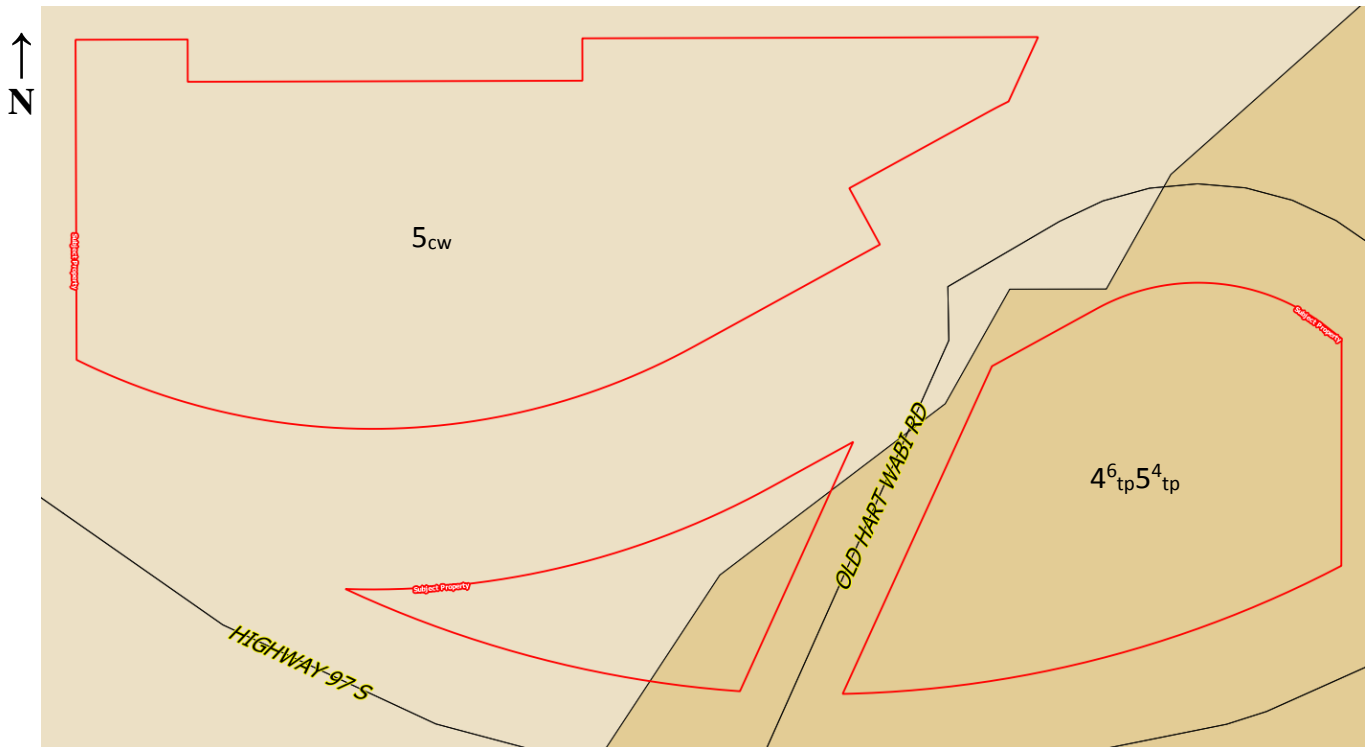 ↑
N
5cw
Subject Property
Subject Property
4⁶tp5⁴tp
OLD HART WABI RD
Subject Property
HIGHWAY 97 S